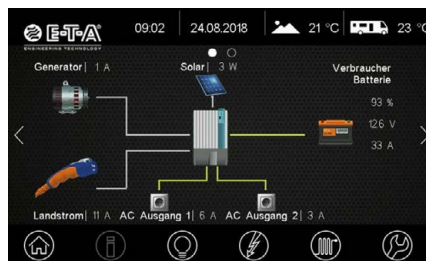 E-T-A
ENGINEERING TECHNOLOGY
09:02
24.08.2018
21 °C
23 °C
Generator| 1 A
Solar| 3 W
Verbraucher
Batterie
93 %
12.6 V
33 A
Landstrom| 11 A AC Ausgang 1| 6 A AC Ausgang 2| 3 A